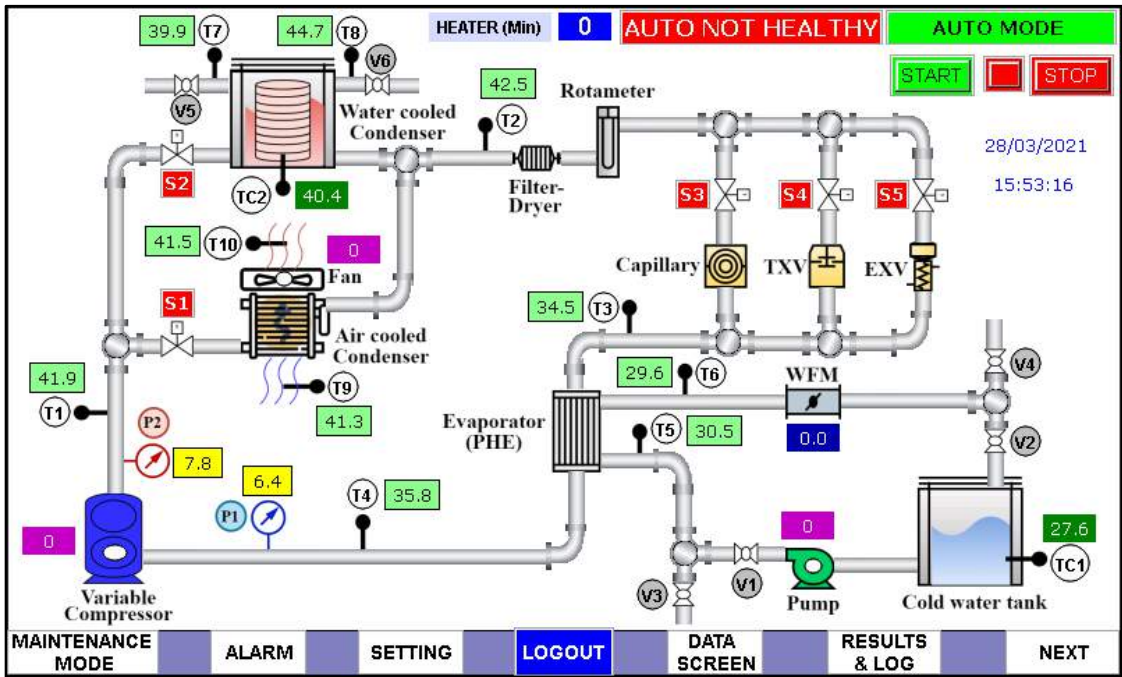 39.9 T7 44.7 T8
HEATER (Min) 0 AUTO NOT HEALTHY AUTO MODE
START STOP
V6
V5
Water cooled
Condenser
42.5
T2
Rotameter
Filter-
Dryer
28/03/2021
15:53:16
S2
TC2 40.4
S3 S4 S5
41.5 T10
0
Fan
Capillary TXV EXV
S1
Air cooled
Condenser
34.5 T3
41.9
T1
T9
41.3
29.6 T6
WFM
0.0
V4
V2
Evaporator
(PHE)
T5 30.5
P2
7.8
6.4
P1
T4 35.8
0
Variable
Compressor
0
V1
V3
Pump
27.6
TC1
Cold water tank
MAINTENANCE
MODE
ALARM
SETTING
LOGOUT
DATA
SCREEN
RESULTS
& LOG
NEXT